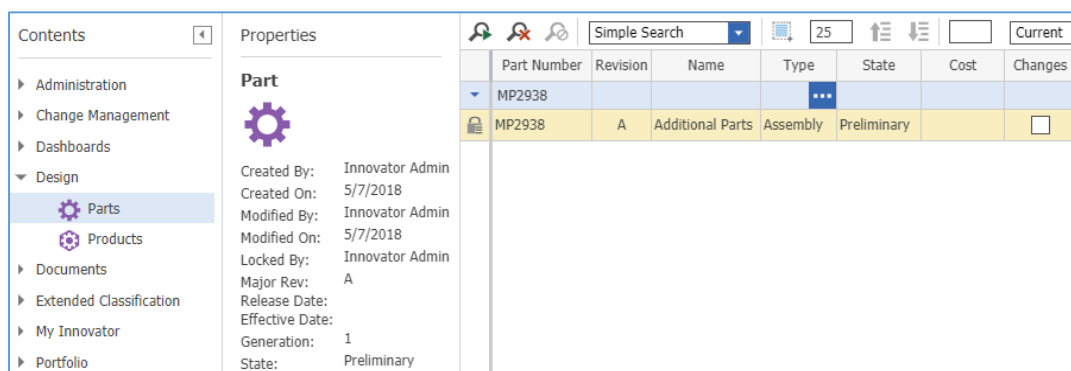 Contents
Administration
Change Management
Dashboards
Design
Parts
Products
Documents
Extended Classification
My Innovator
Portfolio
Properties
Part
Created By: Innovator Admin
Created On: 5/7/2018
Modified By: Innovator Admin
Modified On: 5/7/2018
Locked By: Innovator Admin
Major Rev: A
Release Date:
Effective Date:
Generation: 1
State: Preliminary
Simple Search 25 Current
Part Number Revision Name Type State Cost Changes
MP2938 ...
MP2938 A Additional Parts Assembly Preliminary